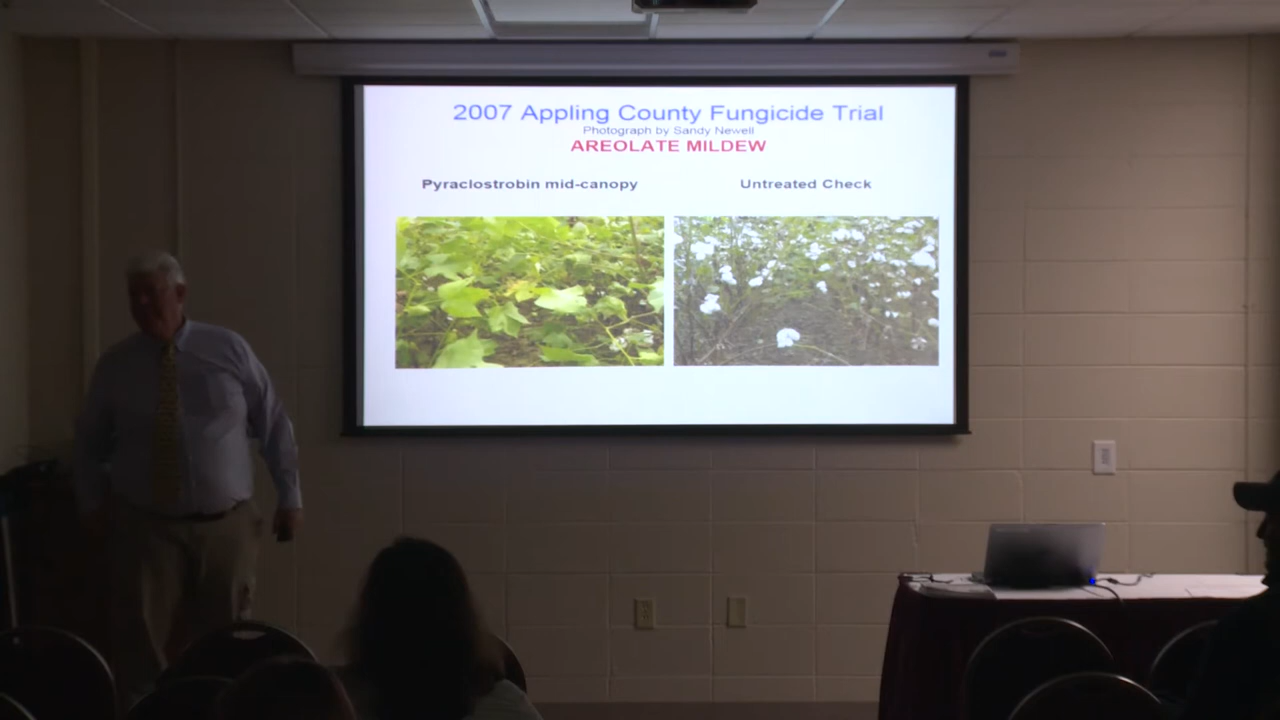 2007 Appling County Fungicide Trial
Photograph by Sandy Newell
AREOLATE MILDEW
Pyraclostrobin mid-canopy
Untreated Check